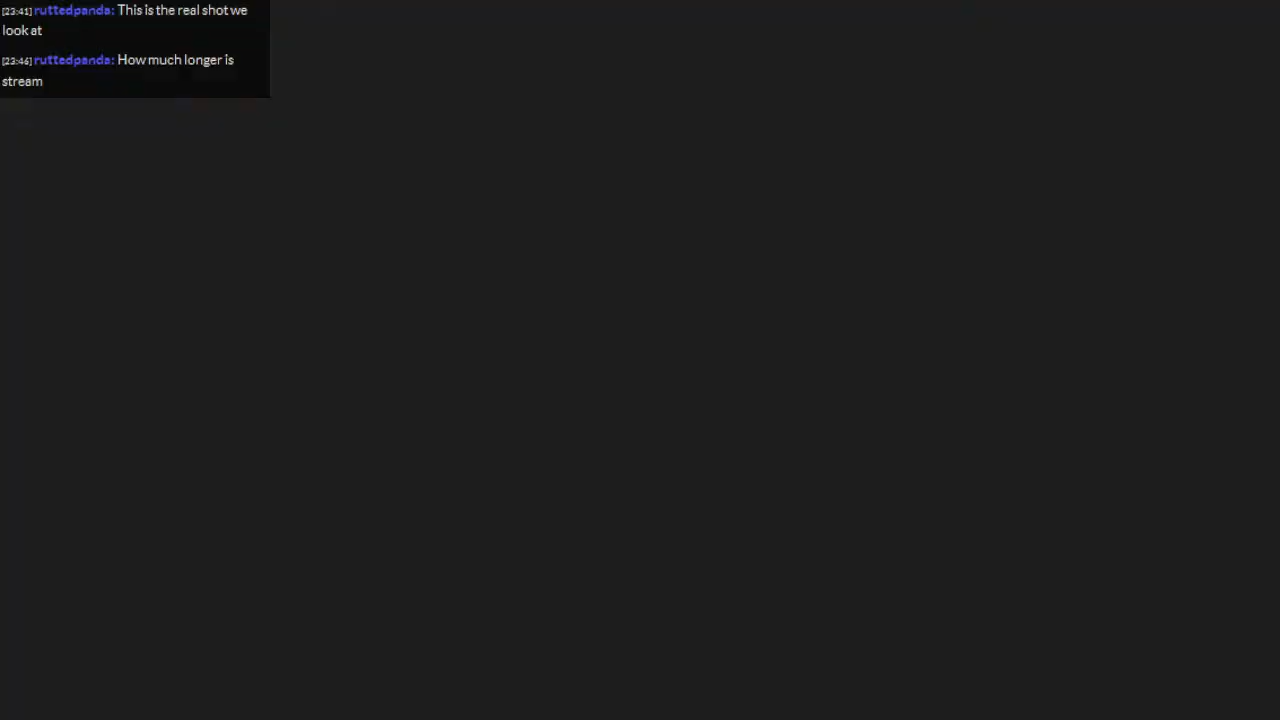 [23:41] ruttedpanda: This is the real shot we
look at
[23:46] ruttedpanda: How much longer is
stream